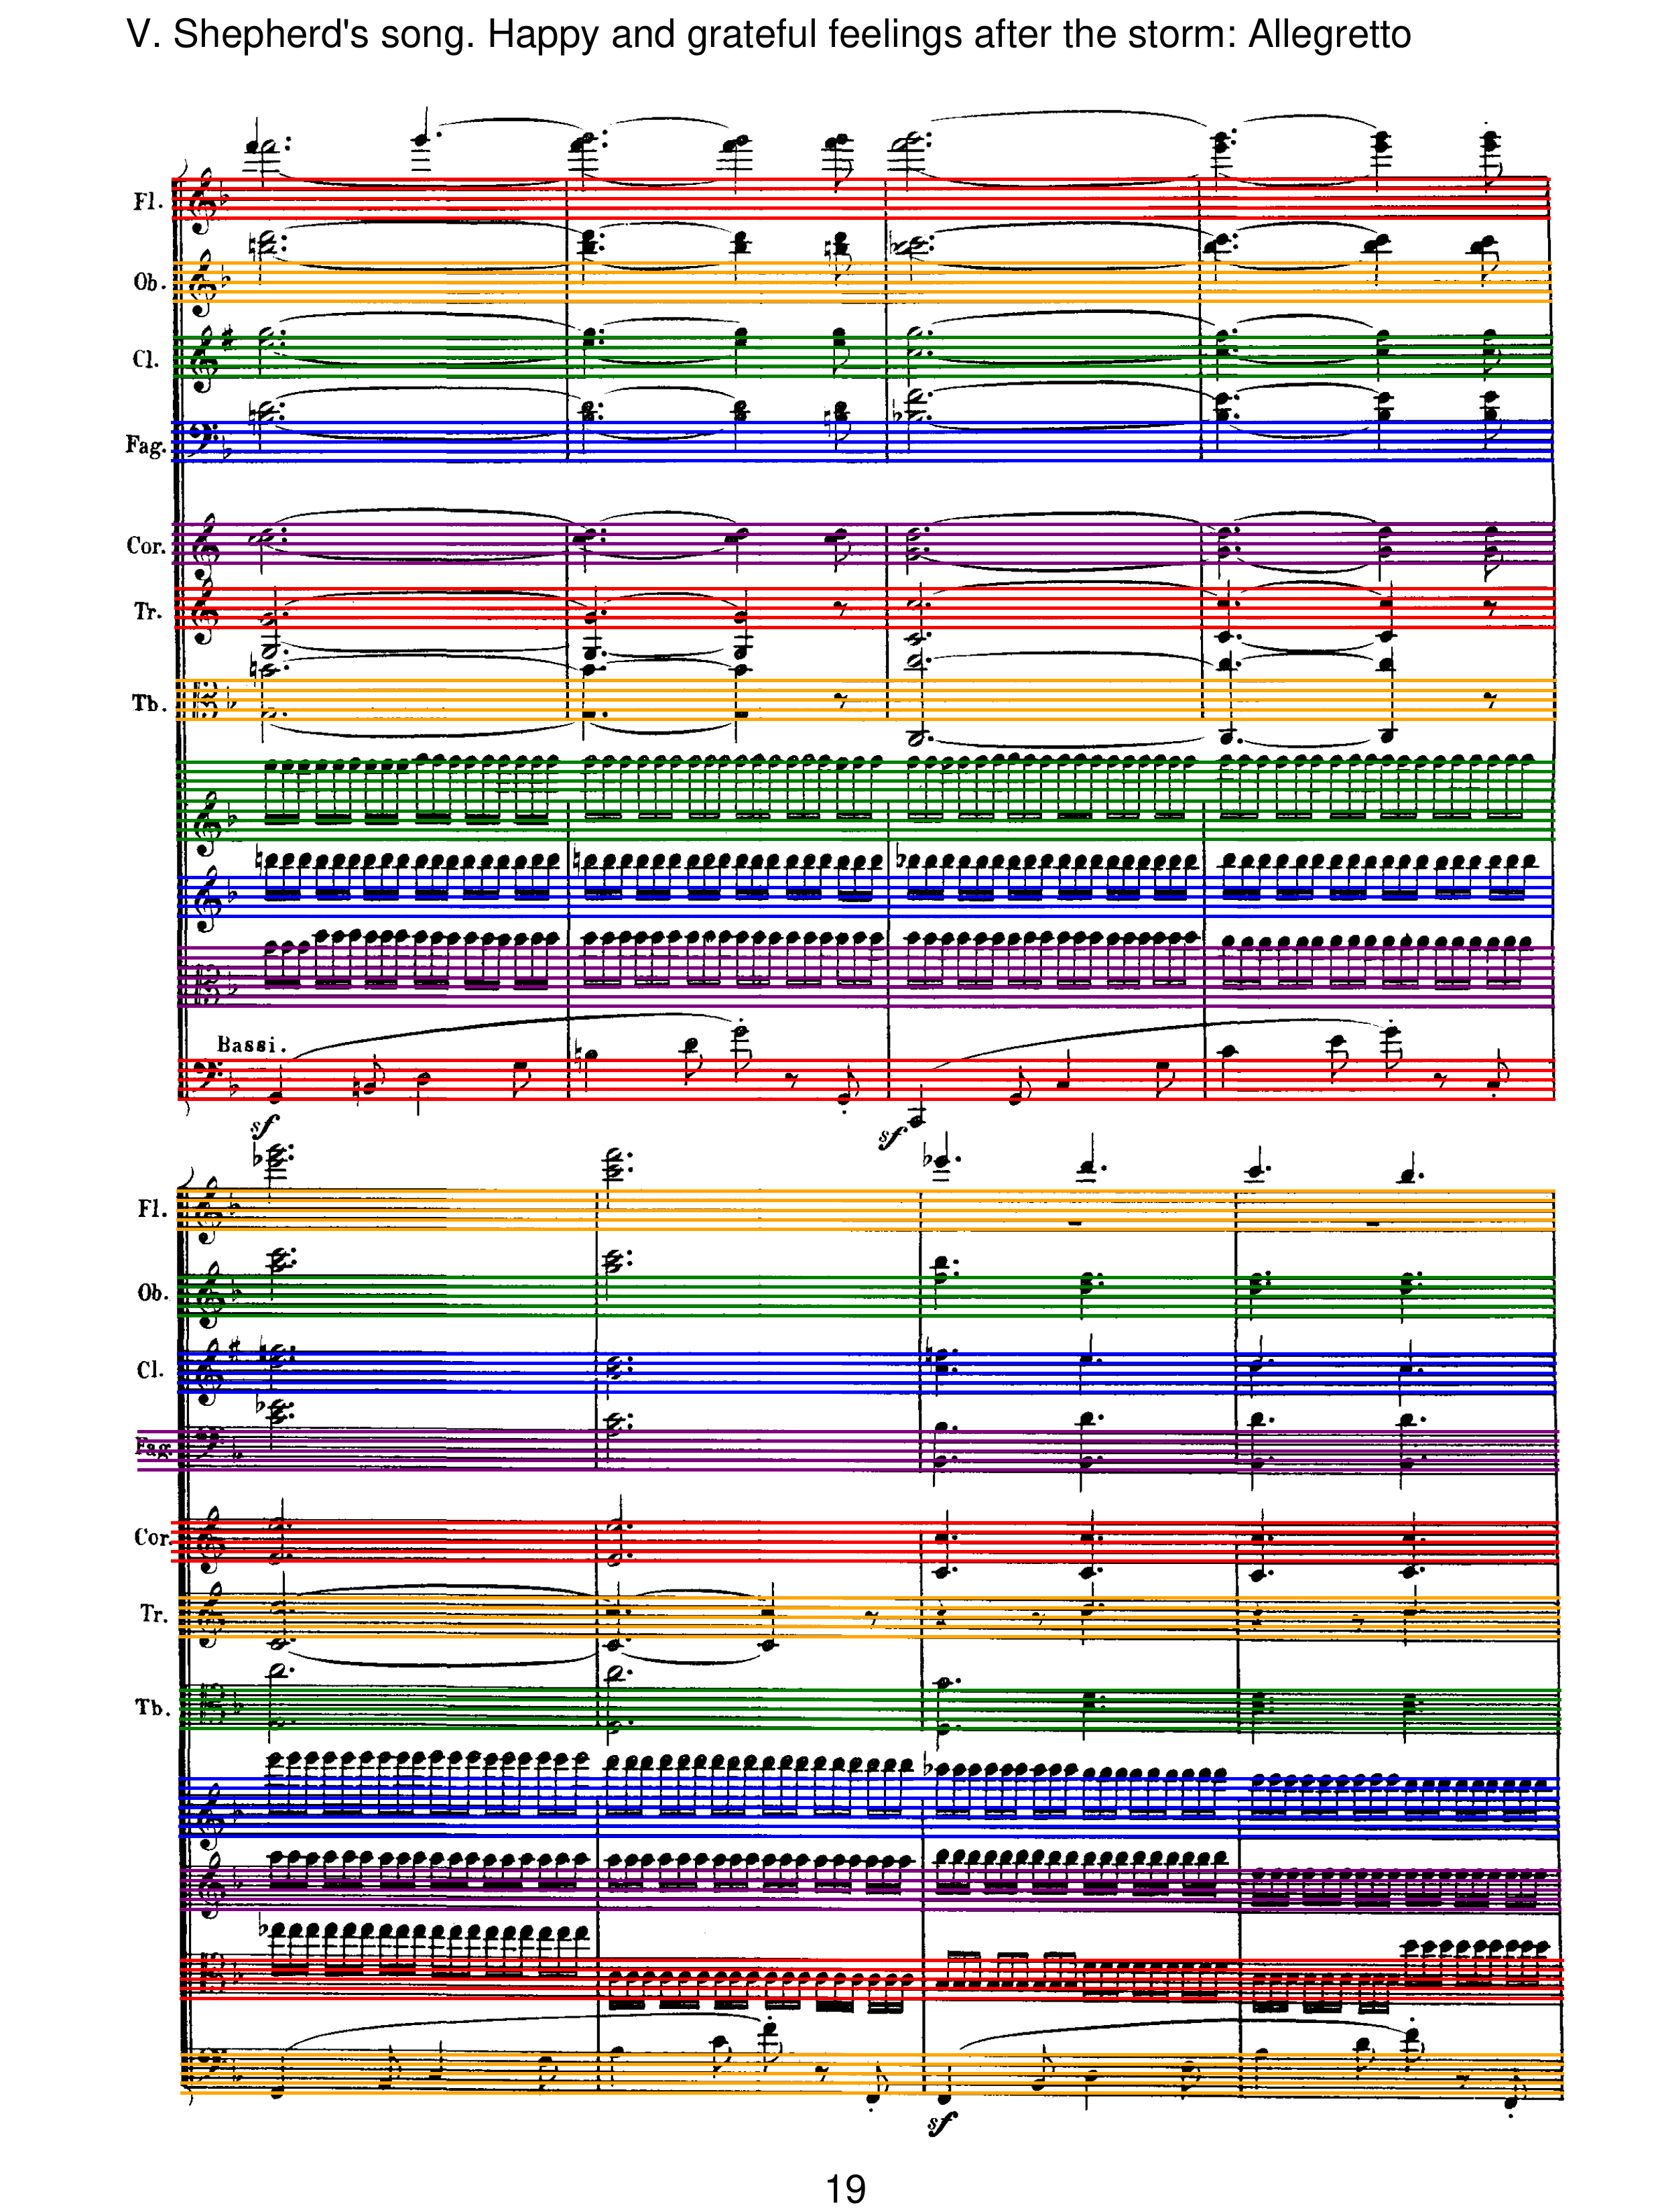 V. Shepherd's song. Happy and grateful feelings after the storm: Allegretto
Fl.
Ob.
Cl.
Fag.
Cor.
Tr.
Tb.
Bassi.
sf
sf
Fl.
Ob.
Cl.
Fag.
Cor.
Tr.
Tb.
sf
19